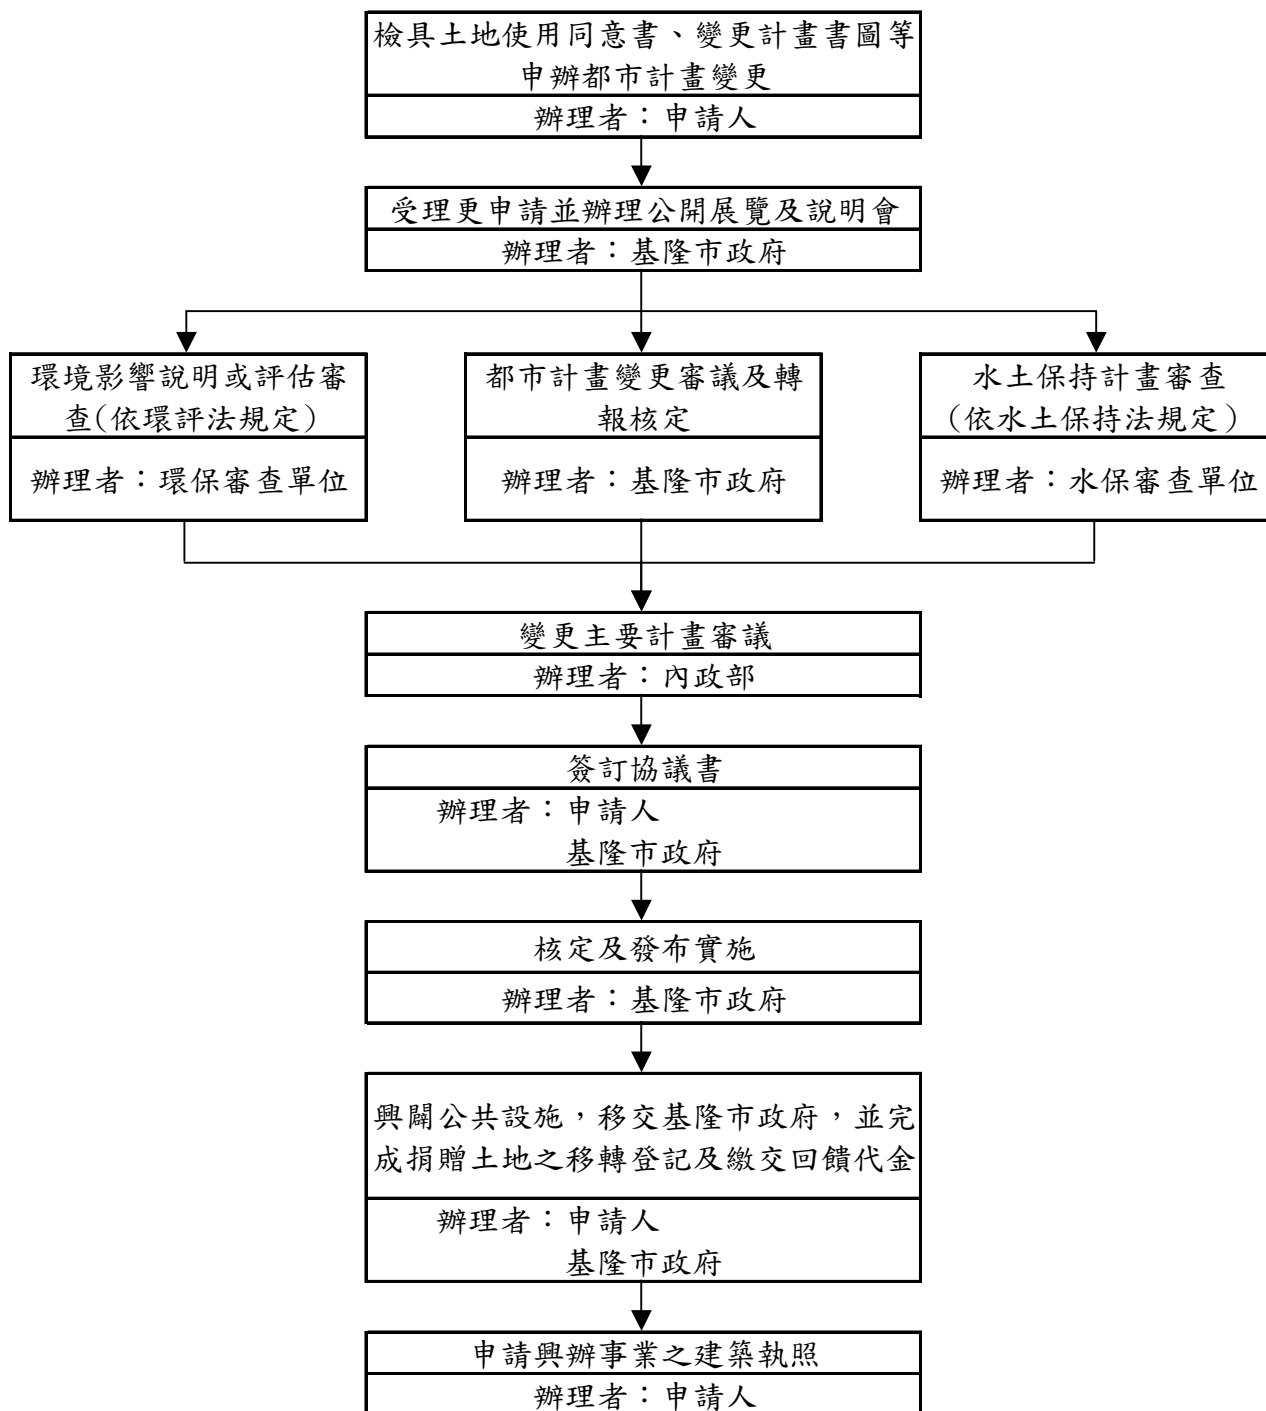 檢具土地使用同意書、變更計畫書圖等
申辦都市計畫變更
辦理者：申請人
受理更申請並辦理公開展覽及說明會
辦理者：基隆市政府
環境影響說明或評估審
查(依環評法規定)
辦理者：環保審查單位
都市計畫變更審議及轉
報核定
辦理者：基隆市政府
水土保持計畫審查
(依水土保持法規定)
辦理者：水保審查單位
變更主要計畫審議
辦理者：內政部
簽訂協議書
辦理者：申請人
基隆市政府
核定及發布實施
辦理者：基隆市政府
興闢公共設施，移交基隆市政府，並完
成捐贈土地之移轉登記及繳交回饋代金
辦理者：申請人
基隆市政府
申請興辦事業之建築執照
辦理者：申請人